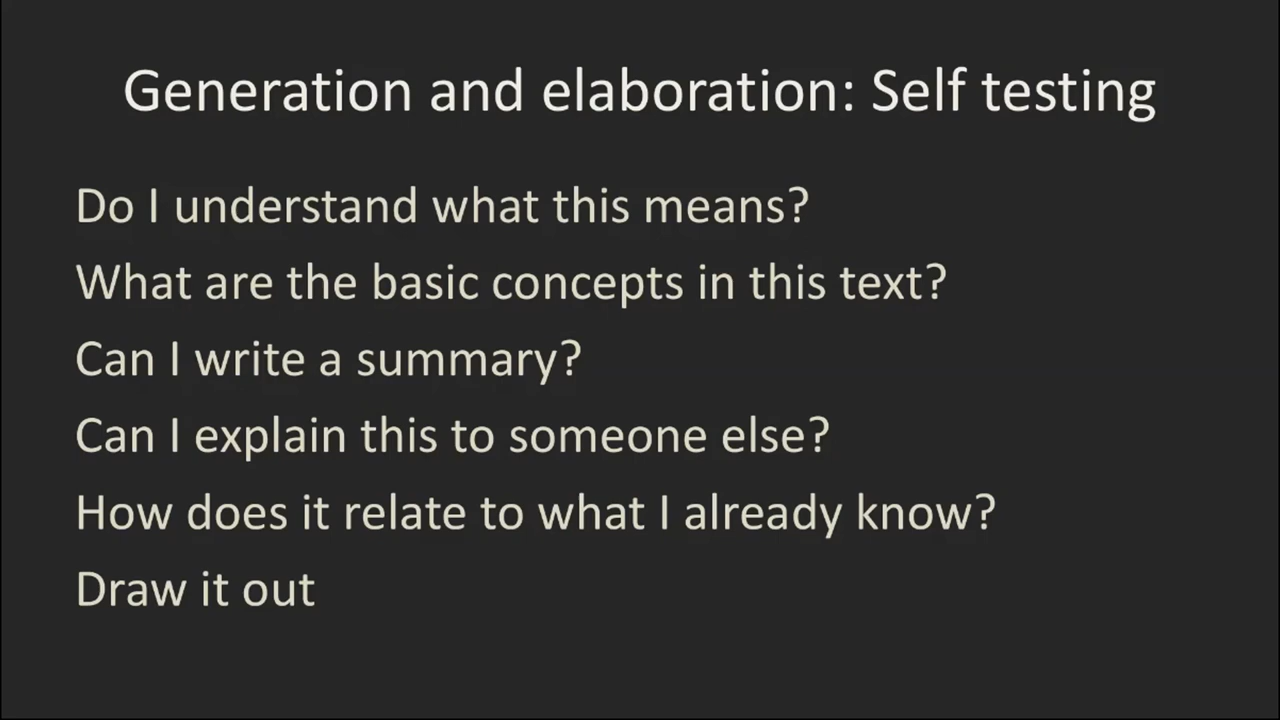 Generation and elaboration: Self testing
Do I understand what this means?
What are the basic concepts in this text?
Can I write a summary?
Can I explain this to someone else?
How does it relate to what I already know?
Draw it out